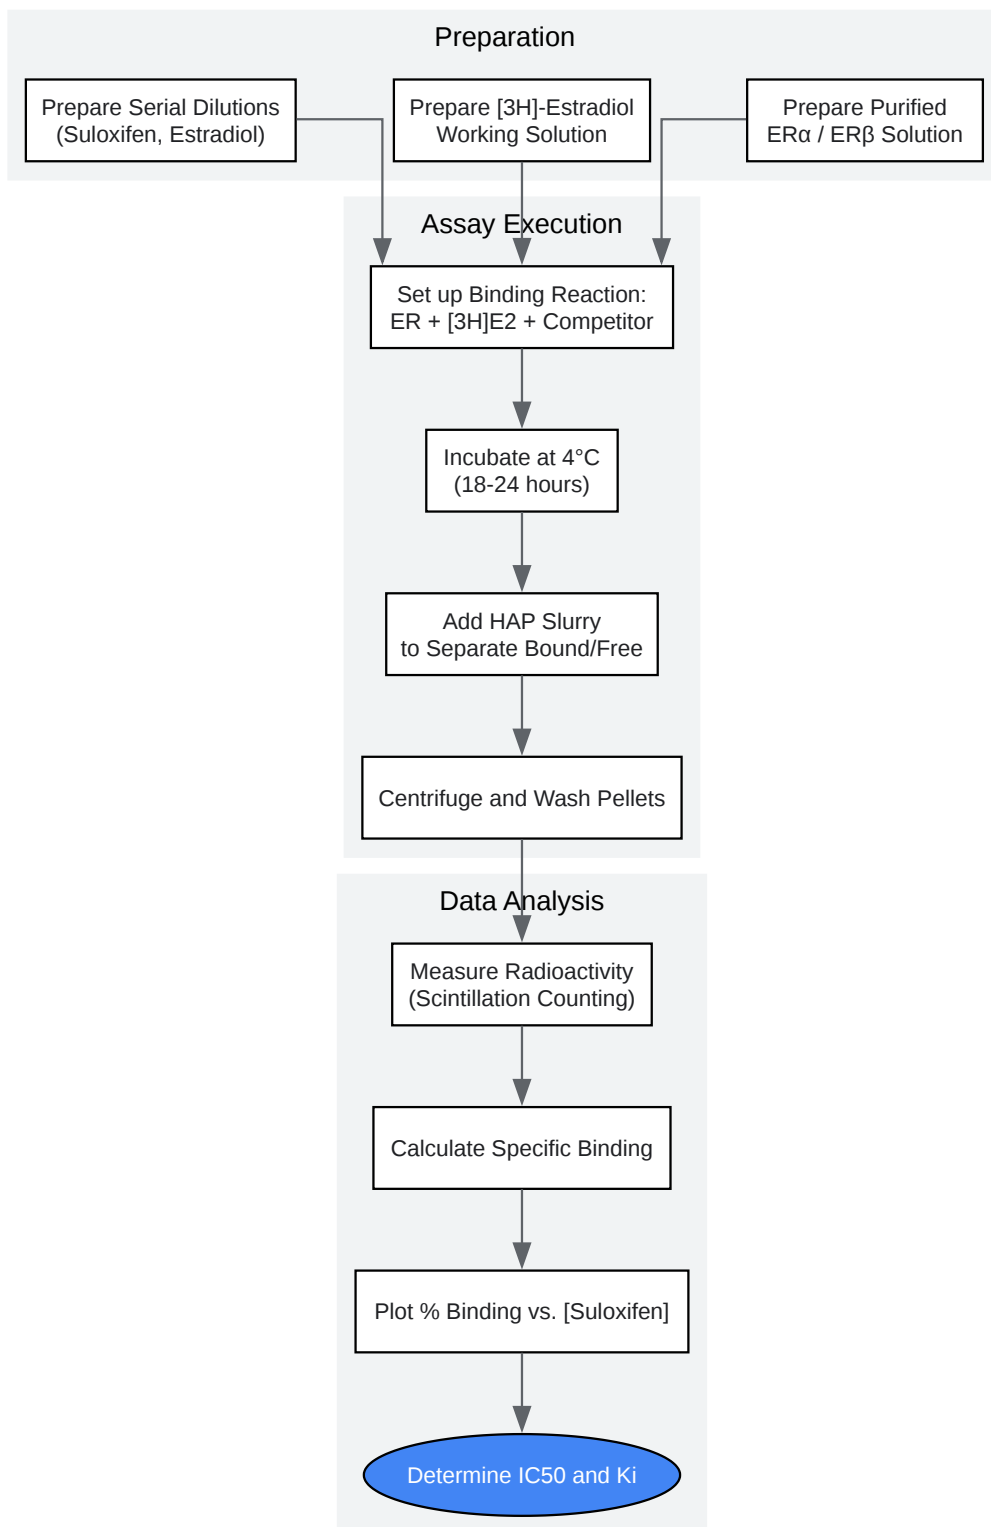 Preparation
Prepare Serial Dilutions
(Suloxifen, Estradiol)
Prepare [3H]-Estradiol
Working Solution
Prepare Purified
ERα / ERβ Solution
Assay Execution
Set up Binding Reaction:
ER + [3H]E2 + Competitor
Incubate at 4°C
(18-24 hours)
Add HAP Slurry
to Separate Bound/Free
Centrifuge and Wash Pellets
Data Analysis
Measure Radioactivity
(Scintillation Counting)
Calculate Specific Binding
Plot % Binding vs. [Suloxifen]
Determine IC50 and Ki